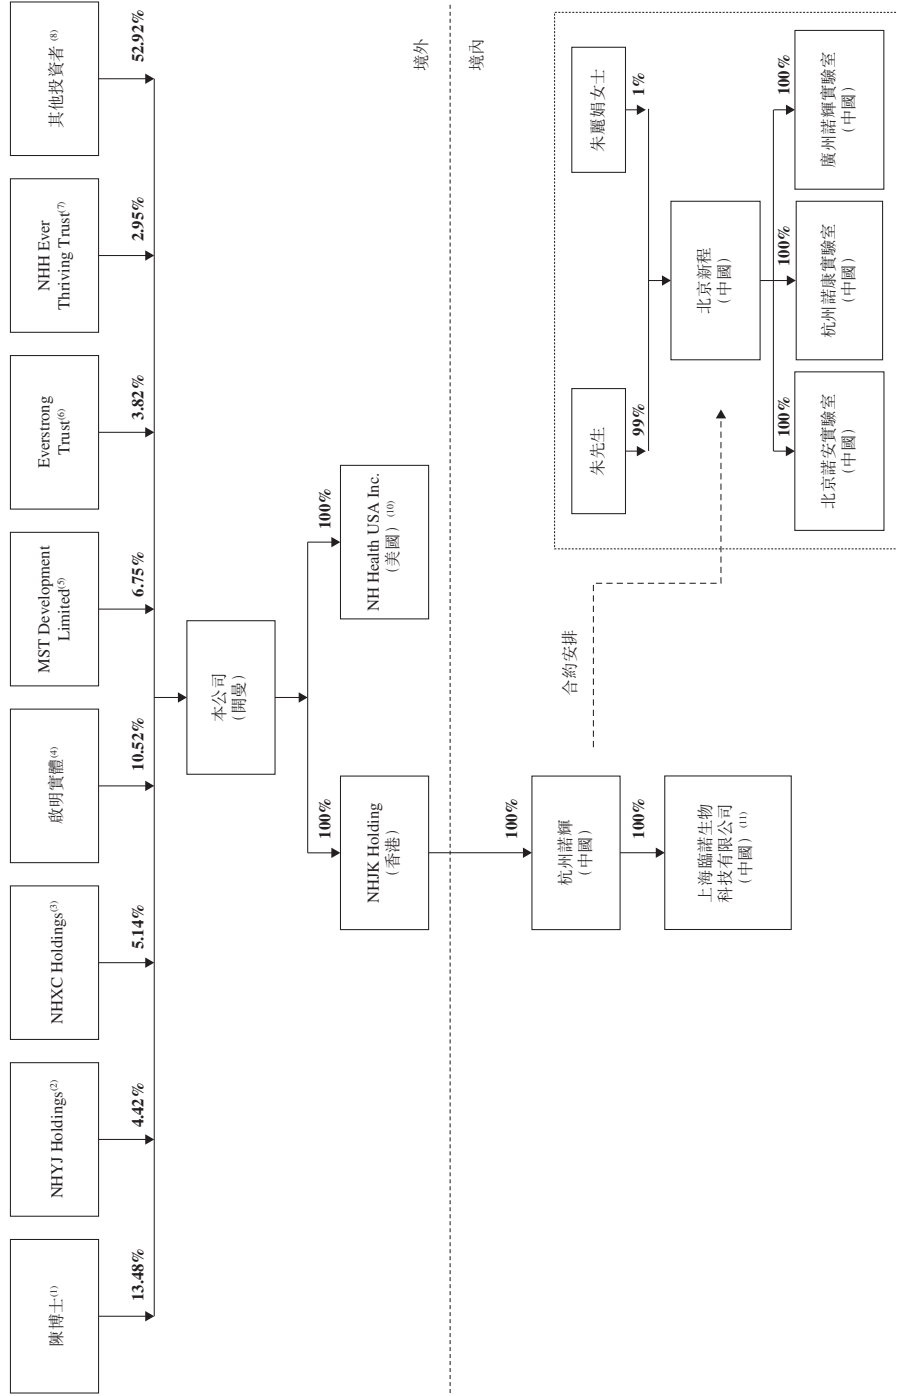 陳博士(1)
NHYJ Holdings(2)
NHXC Holdings(3)
啟明實體(4)
MST Development
Limited(5)
Everstrong
Trust(6)
NHH Ever
Thriving Trust(7)
其他投資者(8)
13.48%
4.42%
5.14%
10.52%
6.75%
3.82%
2.95%
52.92%
本公司
（開曼）
100%
100%
NHJK Holding
（香港）
NH Health USA Inc.
（美國）(10)
境外
境內
100%
杭州諾輝
（中國）
100%
上海臨諾生物
科技有限公司
（中國）(11)
合約安排
朱先生
朱麗娟女士
99%
1%
北京新程
（中國）
100%
100%
100%
北京諾安實驗室
（中國）
杭州諾康實驗室
（中國）
廣州諾輝實驗室
（中國）